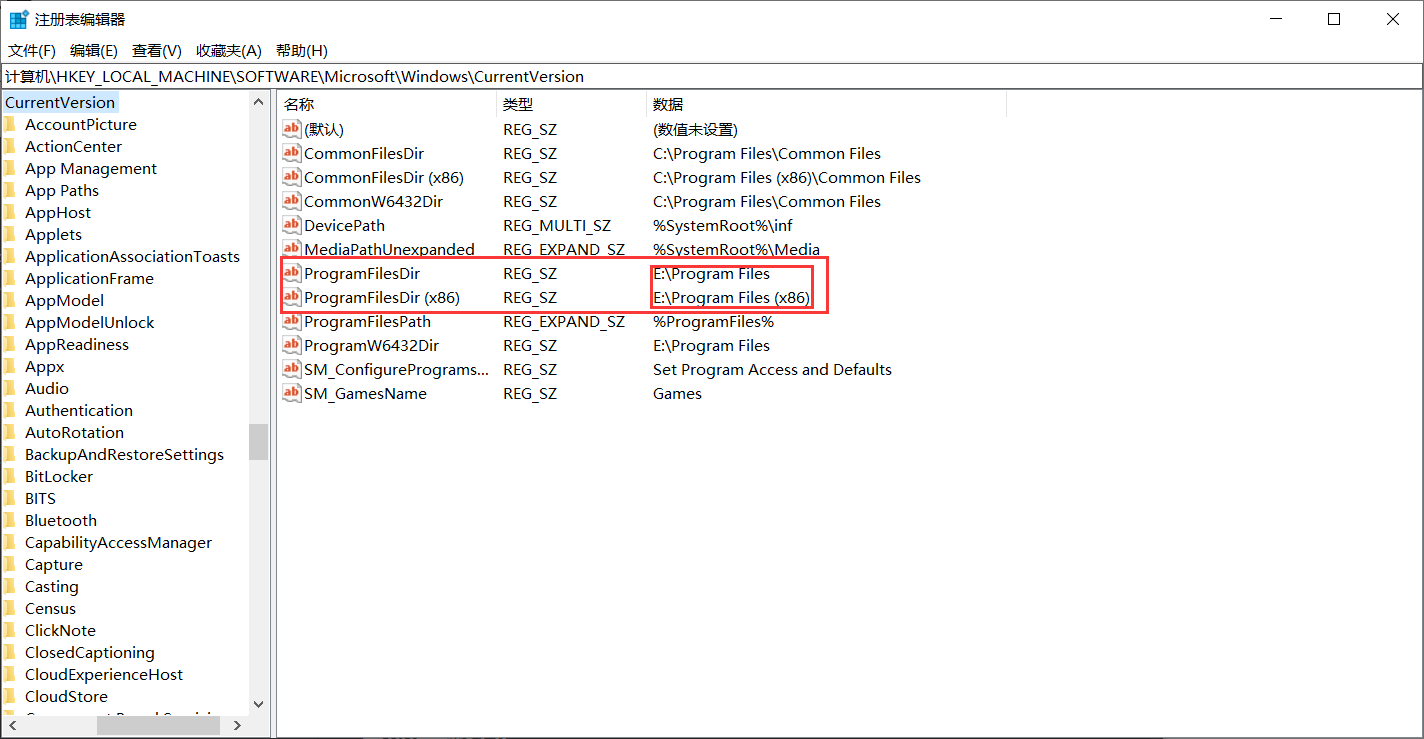 注册表编辑器
文件(F) 编辑(E) 查看(V) 收藏夹(A) 帮助(H)
计算机\HKEY_LOCAL_MACHINE\SOFTWARE\Microsoft\Windows\CurrentVersion
CurrentVersion
AccountPicture
ActionCenter
App Management
App Paths
AppHost
Applets
ApplicationAssociationToasts
ApplicationFrame
AppModel
AppModelUnlock
AppReadiness
Appx
Audio
Authentication
AutoRotation
BackupAndRestoreSettings
BitLocker
BITS
Bluetooth
CapabilityAccessManager
Capture
Casting
Census
ClickNote
ClosedCaptioning
CloudExperienceHost
CloudStore
名称 类型 数据
(默认) REG_SZ (数值未设置)
CommonFilesDir REG_SZ C:\Program Files\Common Files
CommonFilesDir (x86) REG_SZ C:\Program Files (x86)\Common Files
CommonW6432Dir REG_SZ C:\Program Files\Common Files
DevicePath REG_MULTI_SZ %SystemRoot%\inf
MediaPathUnexpanded REG_EXPAND_SZ %SystemRoot%\Media
ProgramFilesDir REG_SZ E:\Program Files
ProgramFilesDir (x86) REG_SZ E:\Program Files (x86)
ProgramFilesPath REG_EXPAND_SZ %ProgramFiles%
ProgramW6432Dir REG_SZ E:\Program Files
SM_ConfigurePrograms... REG_SZ Set Program Access and Defaults
SM_GamesName REG_SZ Games